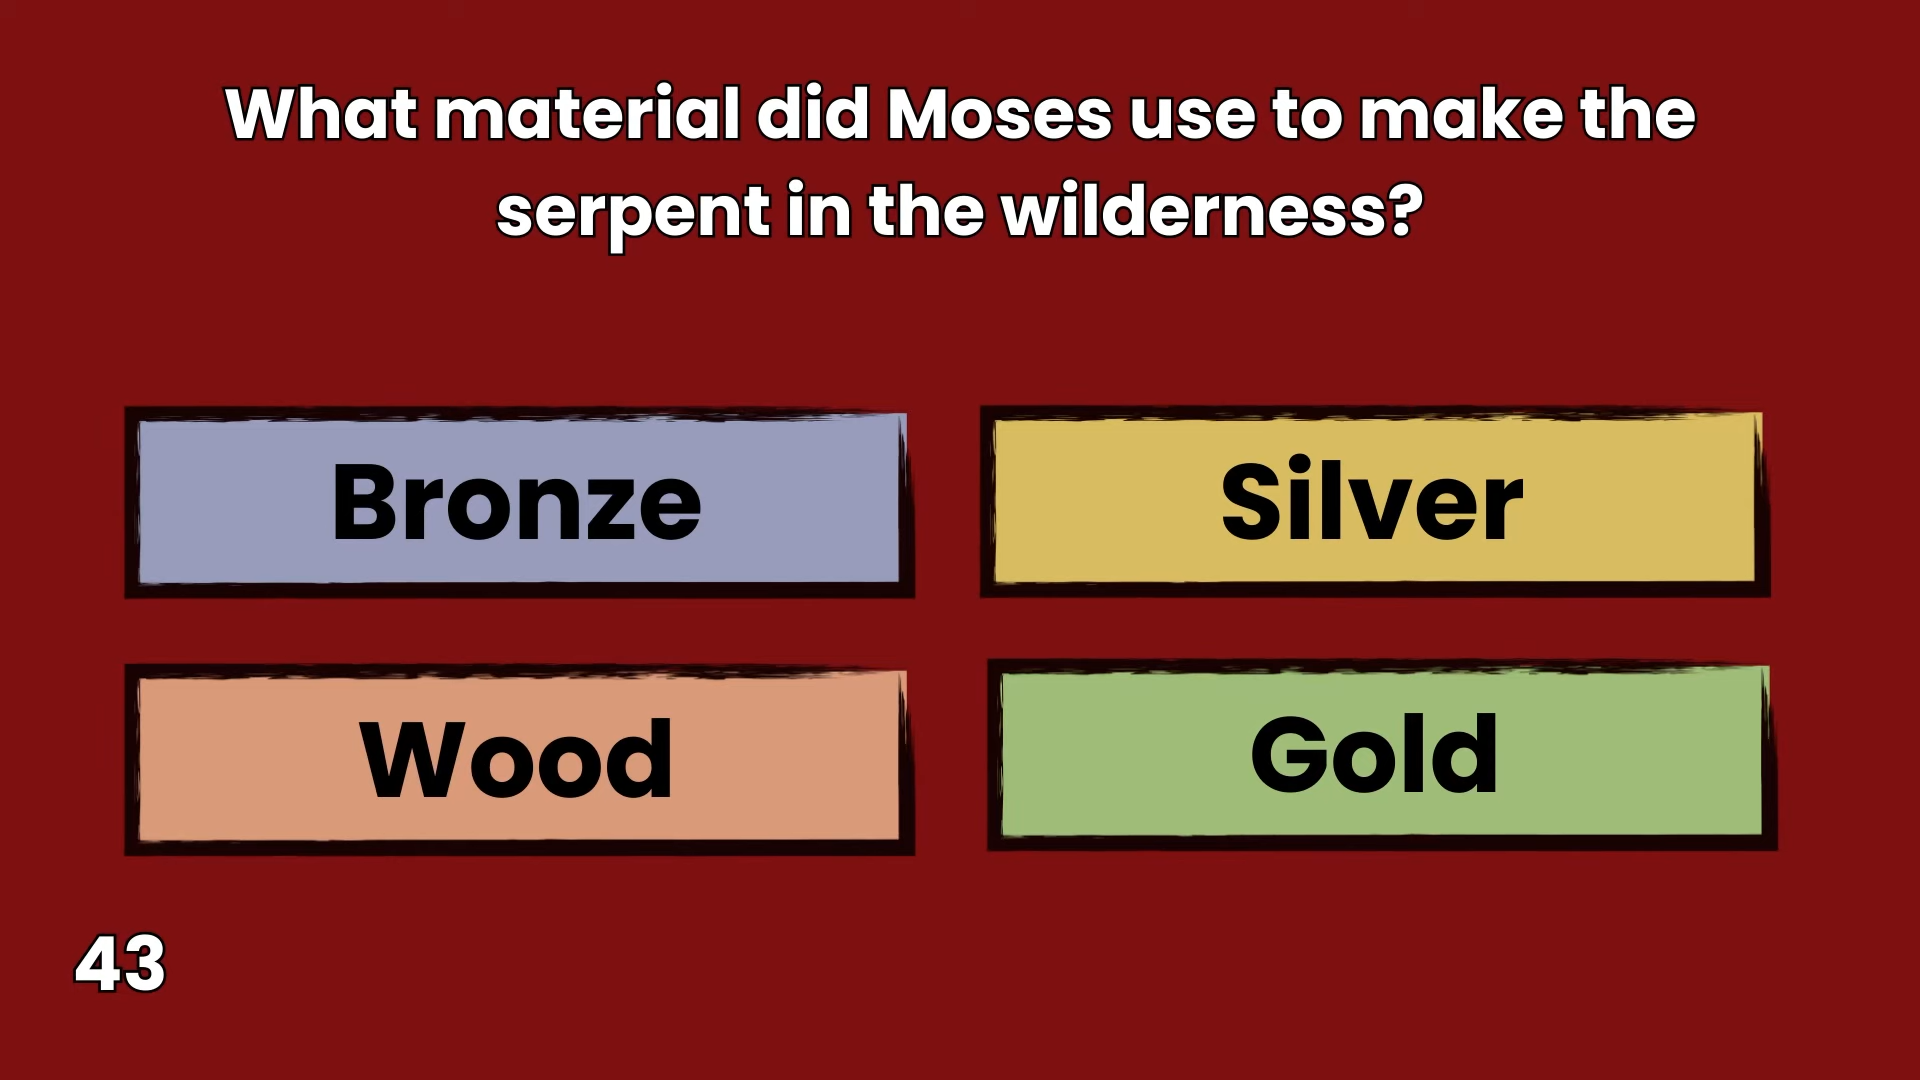 What material did Moses use to make the
serpent in the wilderness?
Bronze
Silver
Wood
Gold
43